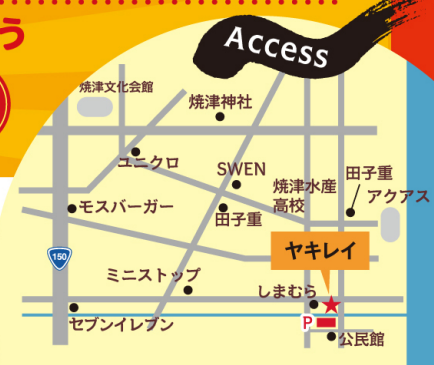 う
Access
焼津文化会館
焼津神社
ユニクロ
SWEN
焼津水産
高校
田子重
アクアス
モスバーガー
田子重
ヤキレイ
150
ミニストップ
しまむら
P
セブンイレブン
公民館